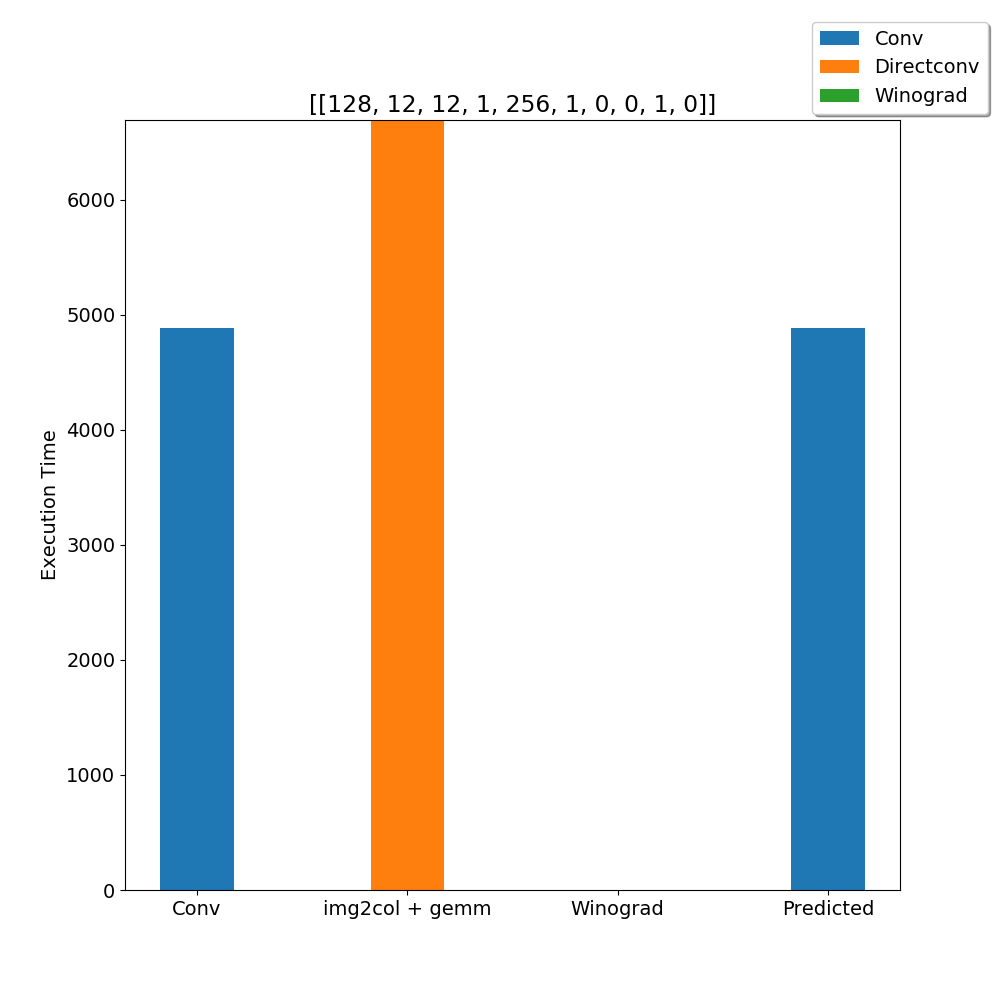 Conv
Directconv
Winograd
[[128, 12, 12, 1, 256, 1, 0, 0, 1, 0]]
Execution Time
6000
5000
4000
3000
2000
1000
0
Conv
img2col + gemm
Winograd
Predicted